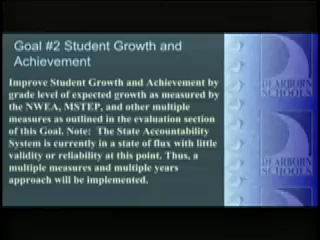 Goal #2 Student Growth and
Achievement
Improve Student Growth and Achievement by
grade level of expected growth as measured by
the NWEA, MSTEP, and other multiple
measures as outlined in the evaluation section
of this Goal. Note: The State Accountability
System is currently in a state of flux with little
validity or reliability at this point. Thus, a
multiple measures and multiple years
approach will be implemented.
DEARBORN
SCHOOLS
DEARBORN
SCHOOLS